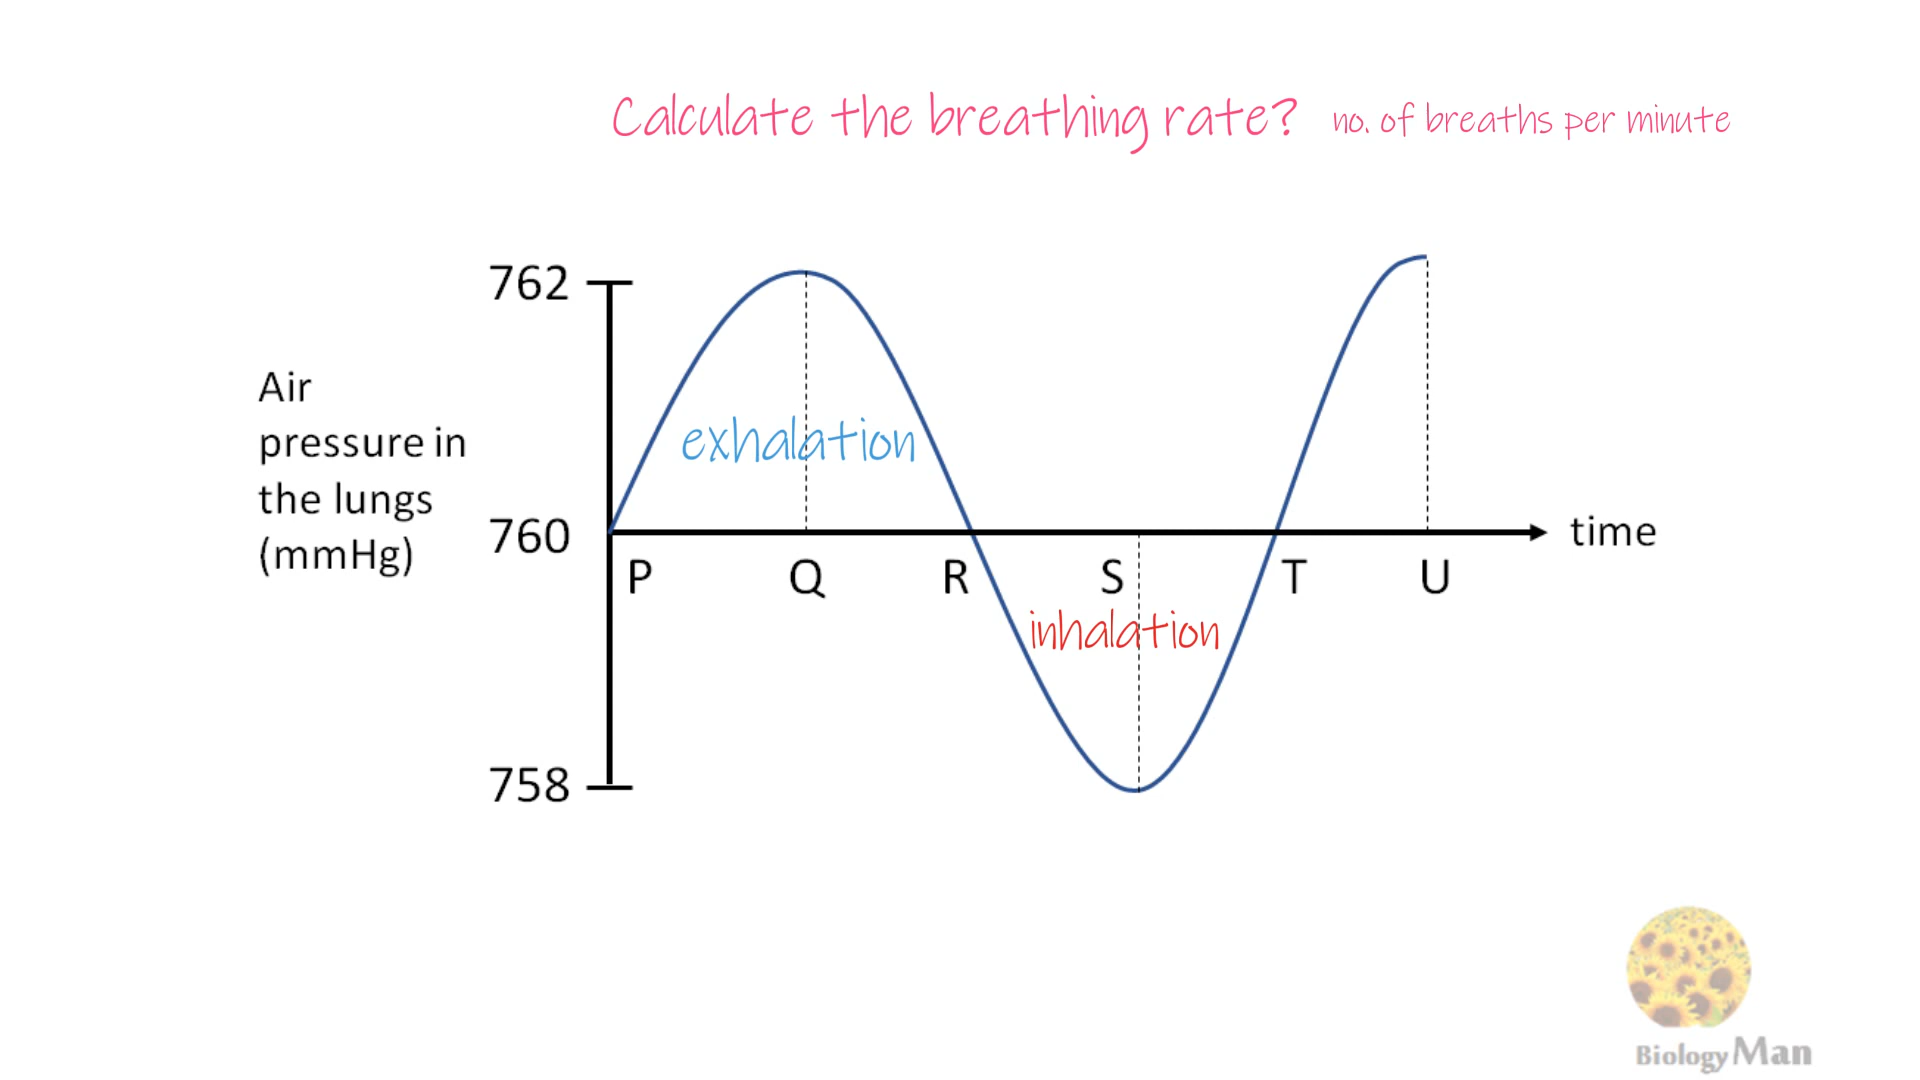 Calculate the breathing rate? no. of breaths per minute
762
Air
pressure in
the lungs
(mmHg)
exhalation
760
time
P Q R S T U
inhalation
758
Biology Man